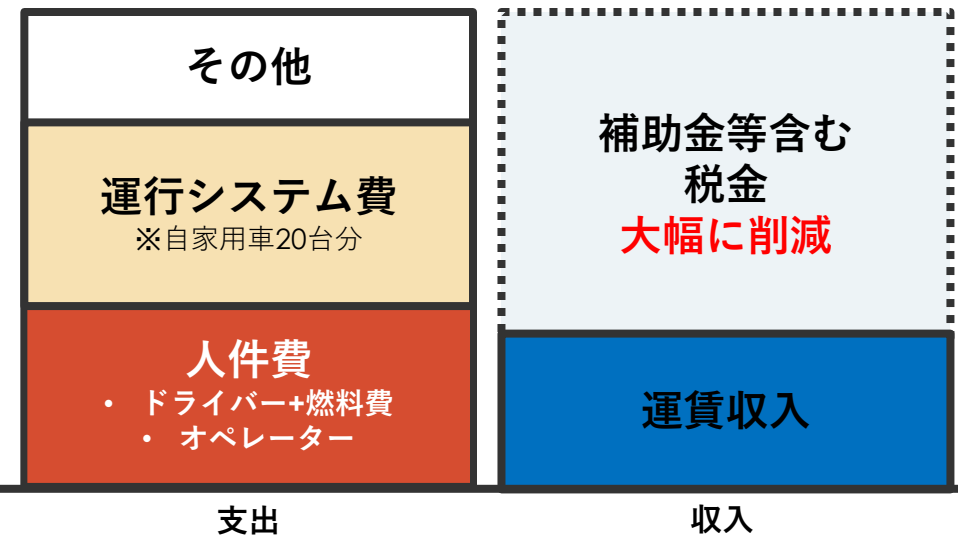 その他
運行システム費
※自家用車20台分
人件費
• ドライバー+燃料費
• オペレーター
支出
補助金等含む
税金
大幅に削減
運賃収入
収入